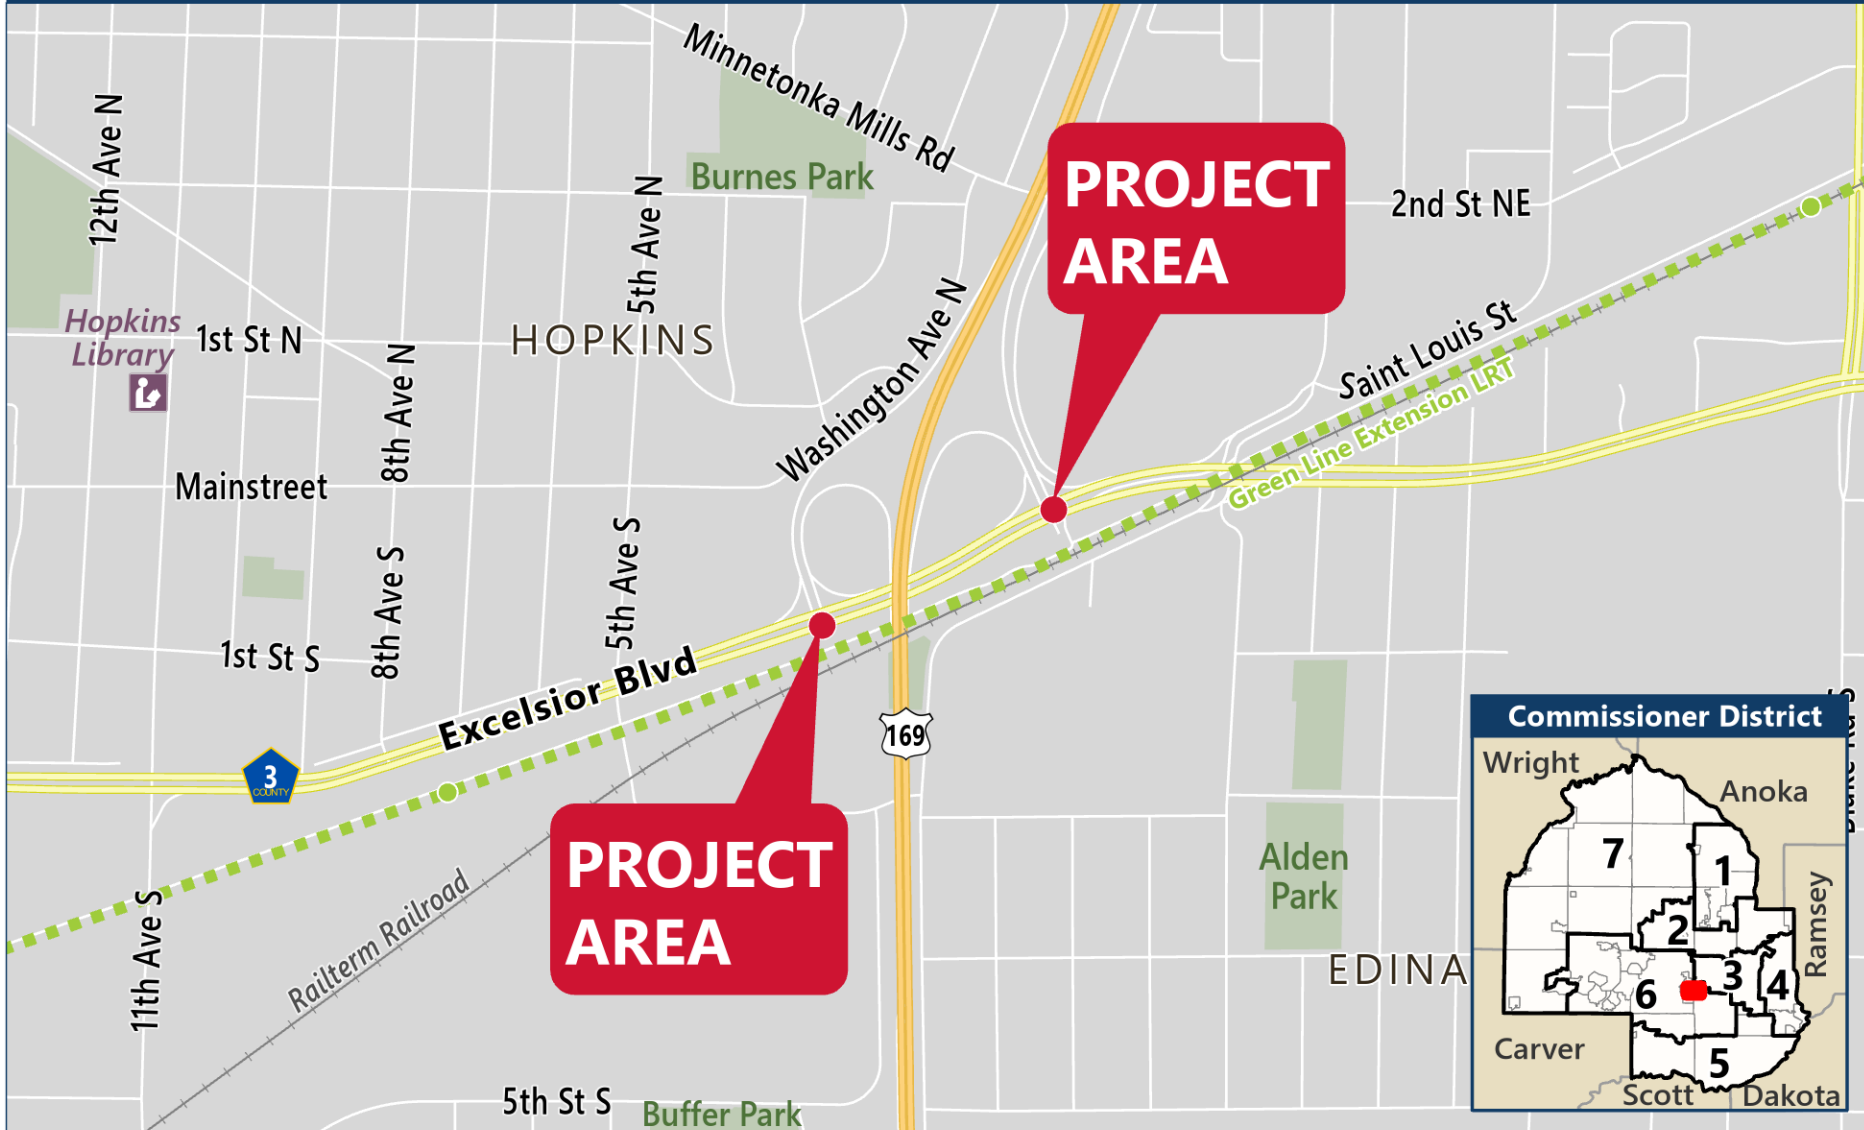 Minnetonka Mills Rd
12th Ave N
Burnes Park
5th Ave N
PROJECT
AREA
2nd St NE
Hopkins
Library
1st St N
HOPKINS
8th Ave N
Washington Ave N
Saint Louis St
Green Line Extension LRT
Mainstreet
8th Ave S
5th Ave S
1st St S
Excelsior Blvd
3
COUNTY
169
PROJECT
AREA
Railterm Railroad
11th Ave S
Alden
Park
EDINA
5th St S
Buffer Park
Commissioner District
Wright
Anoka
7
1
2
Ramsey
3
4
6
Carver
5
Scott
Dakota